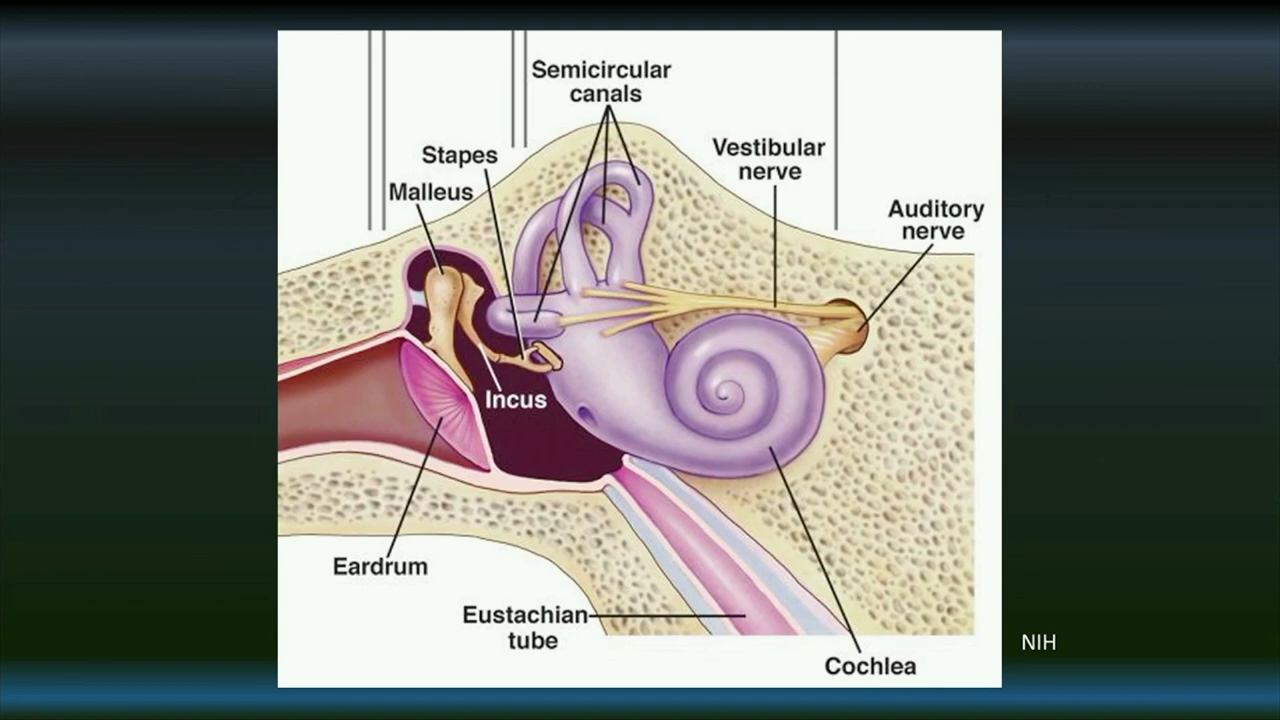 Semicircular
canals
Stapes
Vestibular
nerve
Malleus
Auditory
nerve
Incus
Eardrum
Eustachian
tube
NIH
Cochlea